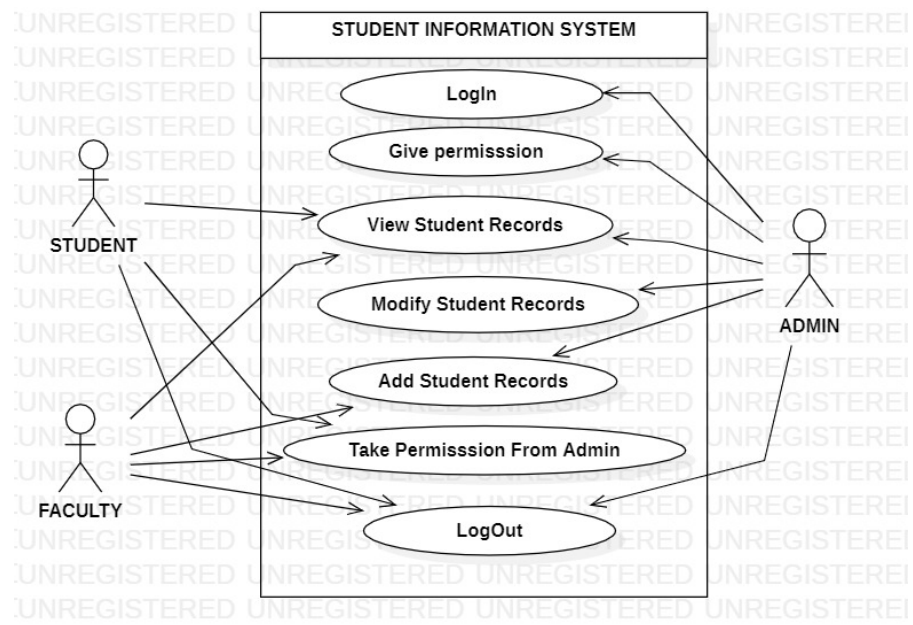 STUDENT INFORMATION SYSTEM
LogIn
Give permisssion
View Student Records
STUDENT
Modify Student Records
ADMIN
Add Student Records
Take Permisssion From Admin
FACULTY
LogOut
UNREGISTERED